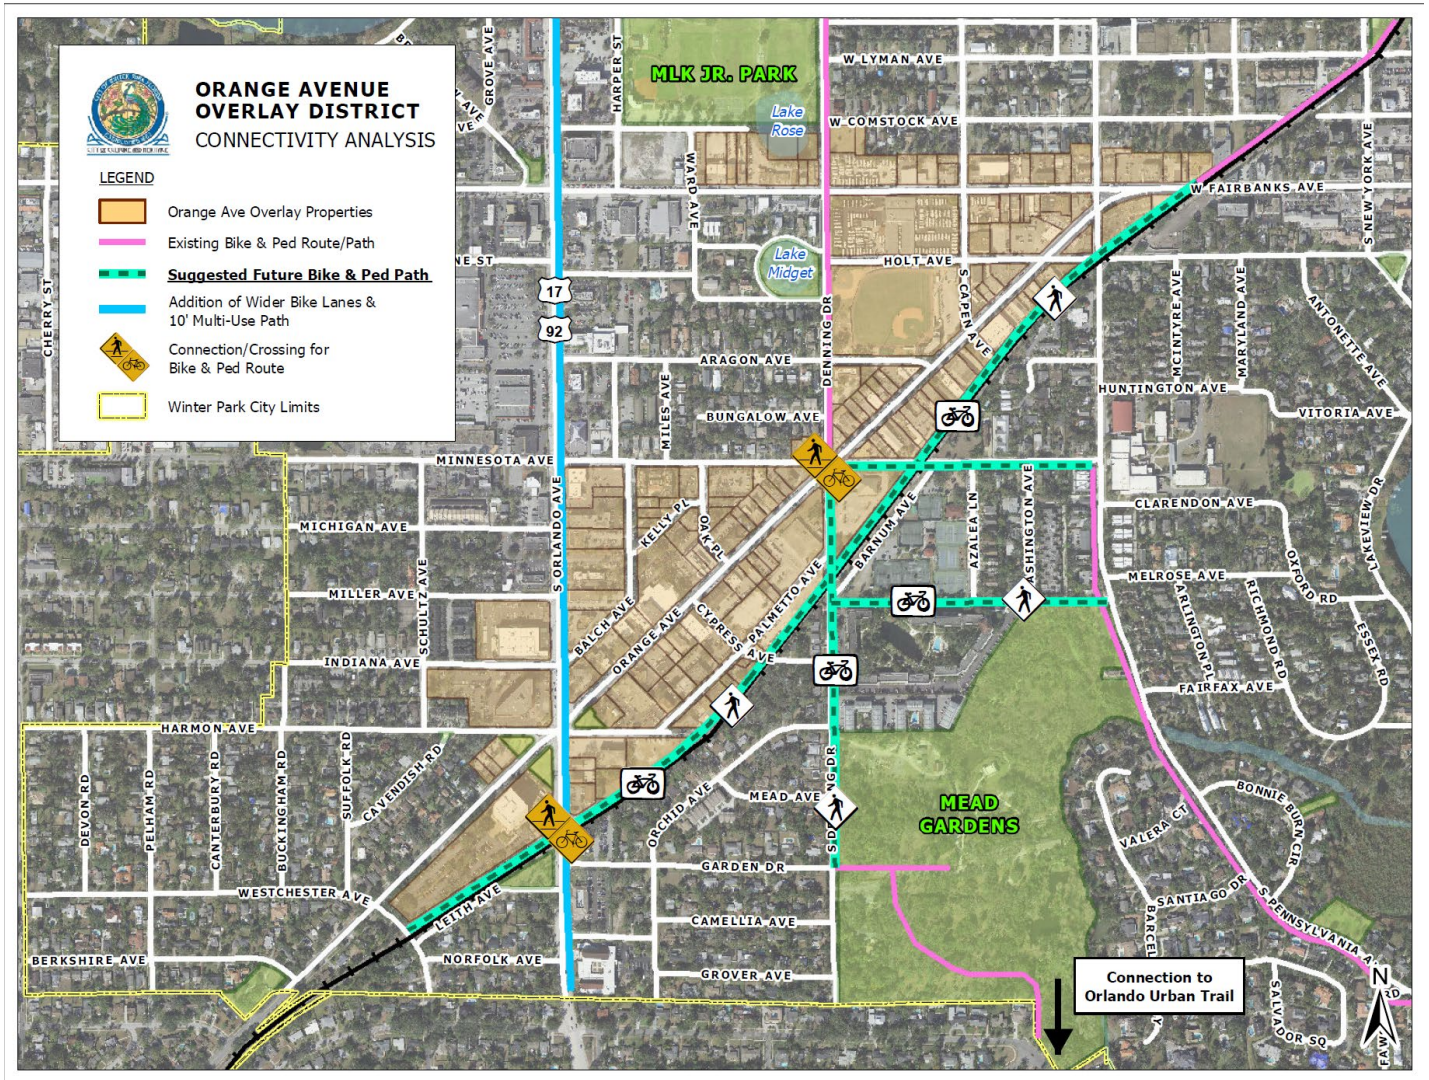 ORANGE AVENUE
OVERLAY DISTRICT
CONNECTIVITY ANALYSIS
LEGEND
Orange Ave Overlay Properties
Existing Bike & Ped Route/Path
Suggested Future Bike & Ped Path
Addition of Wider Bike Lanes &
10' Multi-Use Path
Connection/Crossing for
Bike & Ped Route
Winter Park City Limits
GROVE AVE
HARPER ST
MLK JR. PARK
Lake
Rose
W LYMAN AVE
W COMSTOCK AVE
WARD AVE
W FAIRBANKS AVE
S NEW YORK AVE
CHERRY ST
NE ST
17
92
Lake
Midget
HOLT AVE
DENNING DR
S CAPEN AVE
MCINTYRE AVE
MARYLAND AVE
ANTONETTE AVE
ARAGON AVE
MILES AVE
BUNGALOW AVE
HUNTINGTON AVE
VITORIA AVE
MINNESOTA AVE
S ORLANDO AVE
MICHIGAN AVE
KELLY PL
OAK PL
BARNUM AVE
AZALEA LN
ASHINGTON AVE
CLARENDON AVE
LAKEVIEW DR
OXFORD RD
MELROSE AVE
ARLINGTON PL
RICHMOND RD
ESSEX RD
FAIRFAX AVE
MILLER AVE
SCHULTZ AVE
BALCH AVE
ORANGE AVE
CYPRESS AVE
PALMETTO AVE
INDIANA AVE
HARMON AVE
DEVON RD
PELHAM RD
CANTERBURY RD
BUCKINGHAM RD
SUFFOLK RD
CAVENDISH RD
ORCHID AVE
MEAD AVE
S D
NG DR
MEAD
GARDENS
VALERA CT
BONNIE BURN CIR
GARDEN DR
WESTCHESTER AVE
LEITH AVE
SANTIAGO DR
S PENNSYLVANIA A
BARCEL
Y
CAMELLIA AVE
BERKSHIRE AVE
NORFOLK AVE
GROVER AVE
Connection to
Orlando Urban Trail
SALVADOR SQ
N
RD
FAW